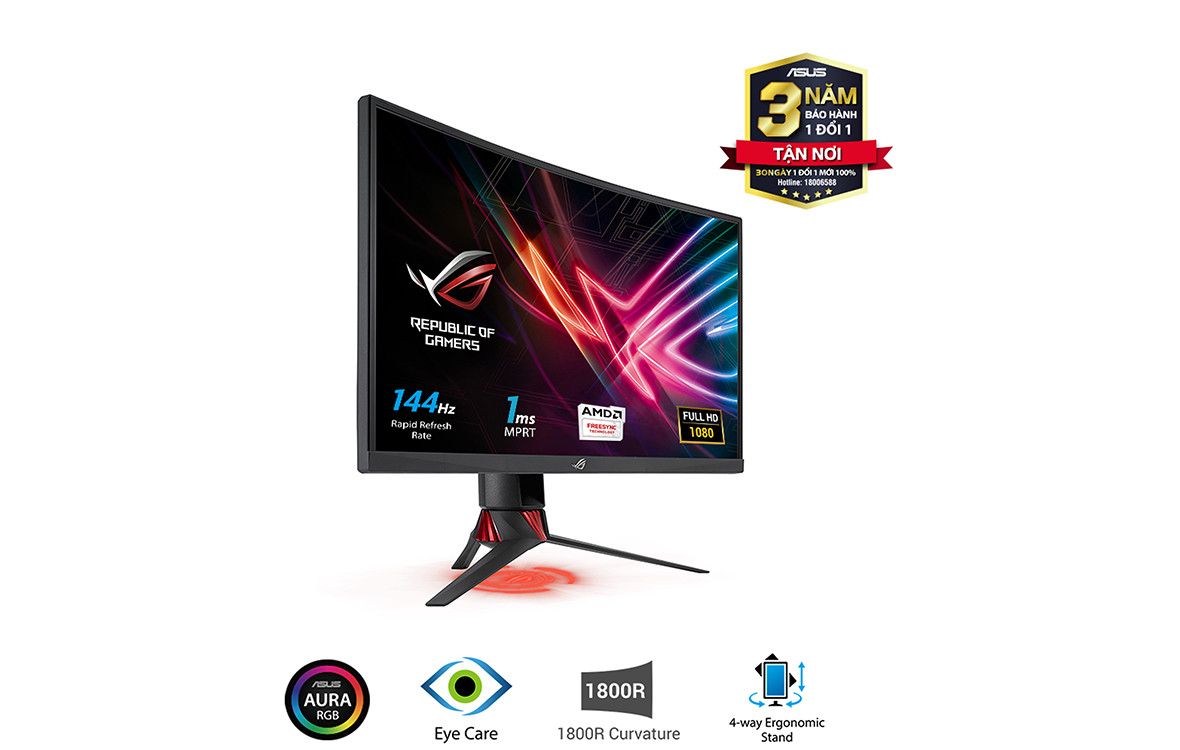 ASUS
3 NĂM
BẢO HÀNH
1 ĐỔI 1
TẬN NƠI
30NGÀY 1 ĐỔI 1 MỚI 100%
Hotline: 18006588
REPUBLIC OF
GAMERS
144Hz
Rapid Refresh
Rate
1ms
MPRT
AMD
FREESYNC
TECHNOLOGY
FULL HD
1080
ASUS
AURA
RGB
Eye Care
1800R
1800R Curvature
4-way Ergonomic
Stand